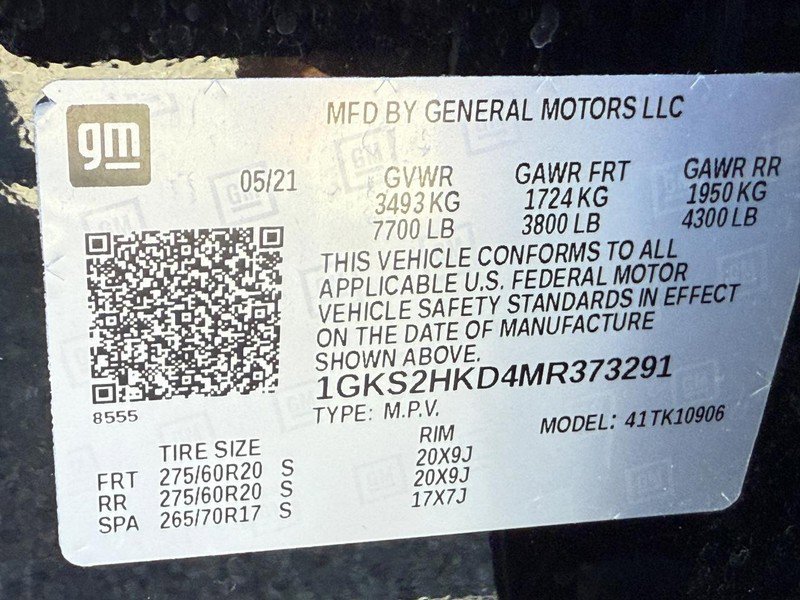 gm
MFD BY GENERAL MOTORS LLC
05/21
GVWR GAWR FRT GAWR RR
3493 KG 1724 KG 1950 KG
7700 LB 3800 LB 4300 LB
THIS VEHICLE CONFORMS TO ALL
APPLICABLE U.S. FEDERAL MOTOR
VEHICLE SAFETY STANDARDS IN EFFECT
ON THE DATE OF MANUFACTURE
SHOWN ABOVE.
1GKS2HKD4MR373291
8555
TYPE: M.P.V. MODEL: 41TK10906
TIRE SIZE RIM
FRT 275/60R20 S 20X9J
RR 275/60R20 S 20X9J
SPA 265/70R17 S 17X7J